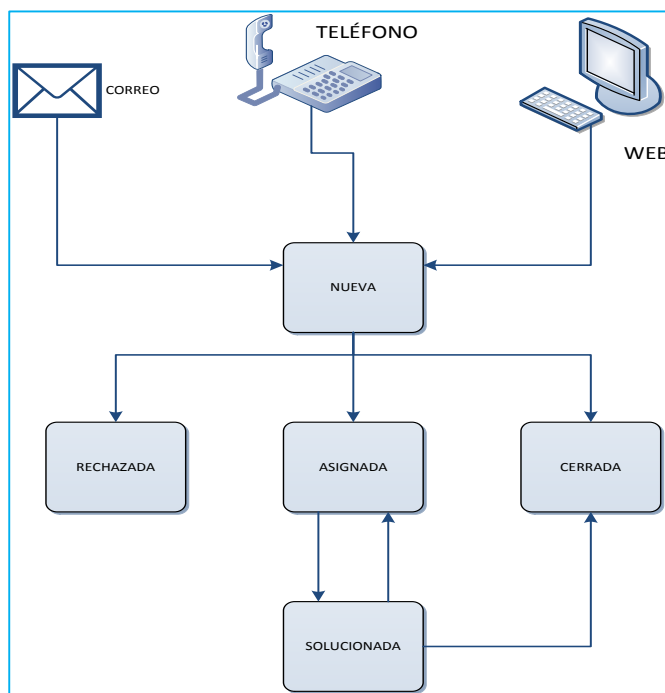 TELÉFONO
CORREO
WEB
NUEVA
RECHAZADA
ASIGNADA
CERRADA
SOLUCIONADA